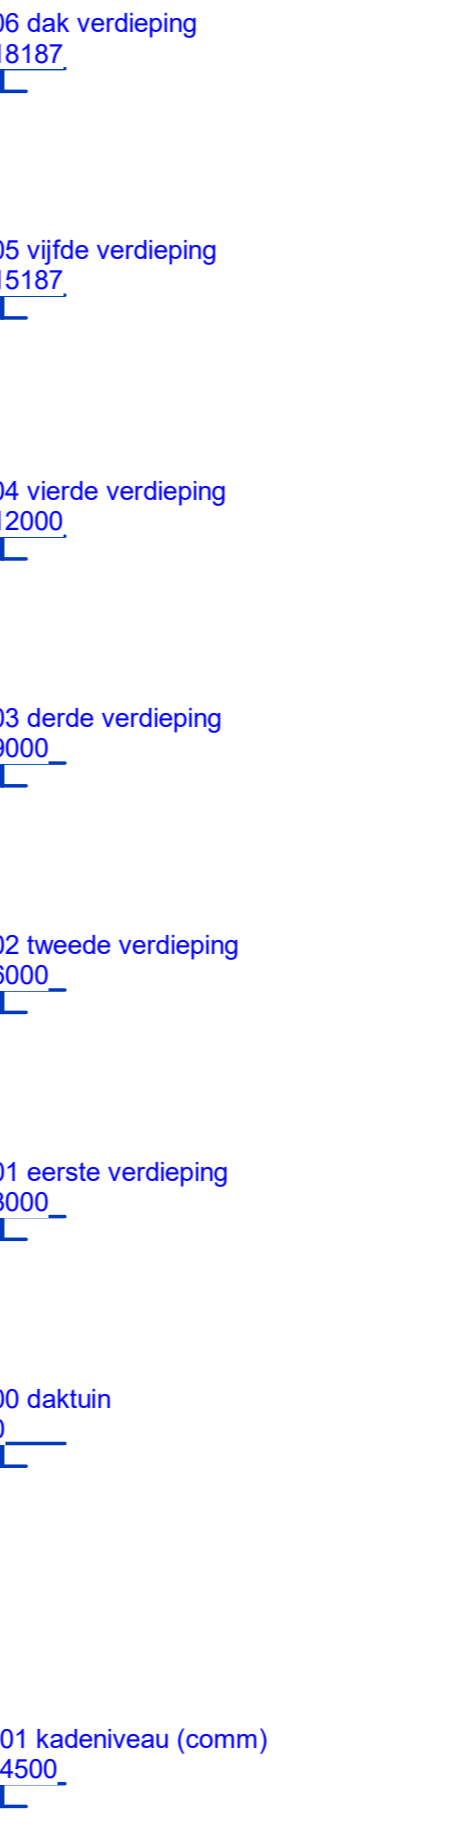 06 dak verdieping
18187
05 vijfde verdieping
15187
04 vierde verdieping
12000
03 derde verdieping
9000
02 tweede verdieping
6000
01 eerste verdieping
3000
00 daktuin
0
01 kadeniveau (comm)
4500